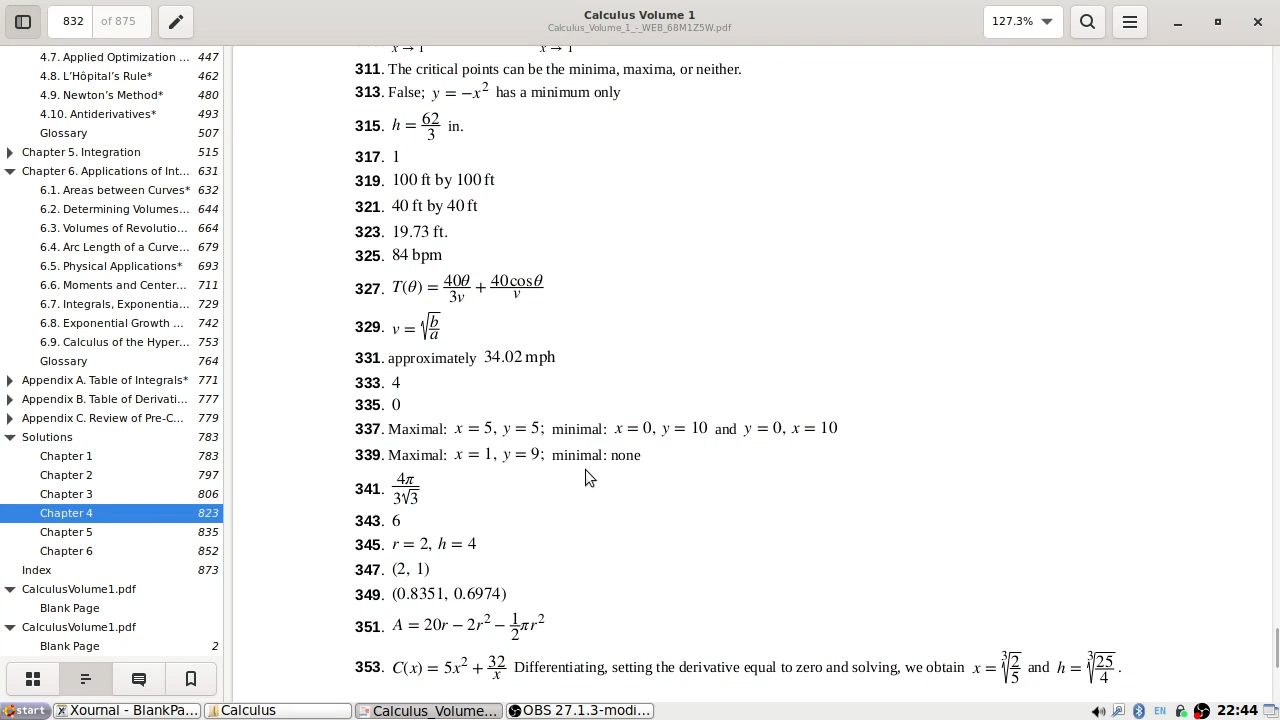 832 of 875
Calculus Volume 1
Calculus_Volume_1_-_WEB_68M1Z5W.pdf
127.3%
4.7. Applied Optimization ... 447
4.8. L'Hôpital's Rule* 462
4.9. Newton's Method* 480
4.10. Antiderivatives* 493
Glossary 507
Chapter 5. Integration 515
Chapter 6. Applications of Int... 631
6.1. Areas between Curves* 632
6.2. Determining Volumes... 644
6.3. Volumes of Revolutio... 664
6.4. Arc Length of a Curve... 679
6.5. Physical Applications* 693
6.6. Moments and Center... 711
6.7. Integrals, Exponentia... 729
6.8. Exponential Growth ... 742
6.9. Calculus of the Hyper... 753
Glossary 764
Appendix A. Table of Integrals* 771
Appendix B. Table of Derivati... 777
Appendix C. Review of Pre-C... 779
Solutions 783
Chapter 1 783
Chapter 2 797
Chapter 3 806
Chapter 4 823
Chapter 5 835
Chapter 6 852
Index 873
CalculusVolume1.pdf
Blank Page
CalculusVolume1.pdf
Blank Page 2
x → 1 x → 1
311. The critical points can be the minima, maxima, or neither.
313. False; y = −x² has a minimum only
315. h = 62/3 in.
317. 1
319. 100 ft by 100 ft
321. 40 ft by 40 ft
323. 19.73 ft.
325. 84 bpm
327. T(θ) = 40θ/3v + 40cosθ/v
329. v = √(b/a)
331. approximately 34.02 mph
333. 4
335. 0
337. Maximal: x = 5, y = 5; minimal: x = 0, y = 10 and y = 0, x = 10
339. Maximal: x = 1, y = 9; minimal: none
341. 4π/3√3
343. 6
345. r = 2, h = 4
347. (2, 1)
349. (0.8351, 0.6974)
351. A = 20r − 2r² − 1/2πr²
353. C(x) = 5x² + 32/x Differentiating, setting the derivative equal to zero and solving, we obtain x = ∛(2/5) and h = ∛(25/4).
start Xournal - BlankPa... Calculus Calculus_Volume... OBS 27.1.3-modi... EN 22:44